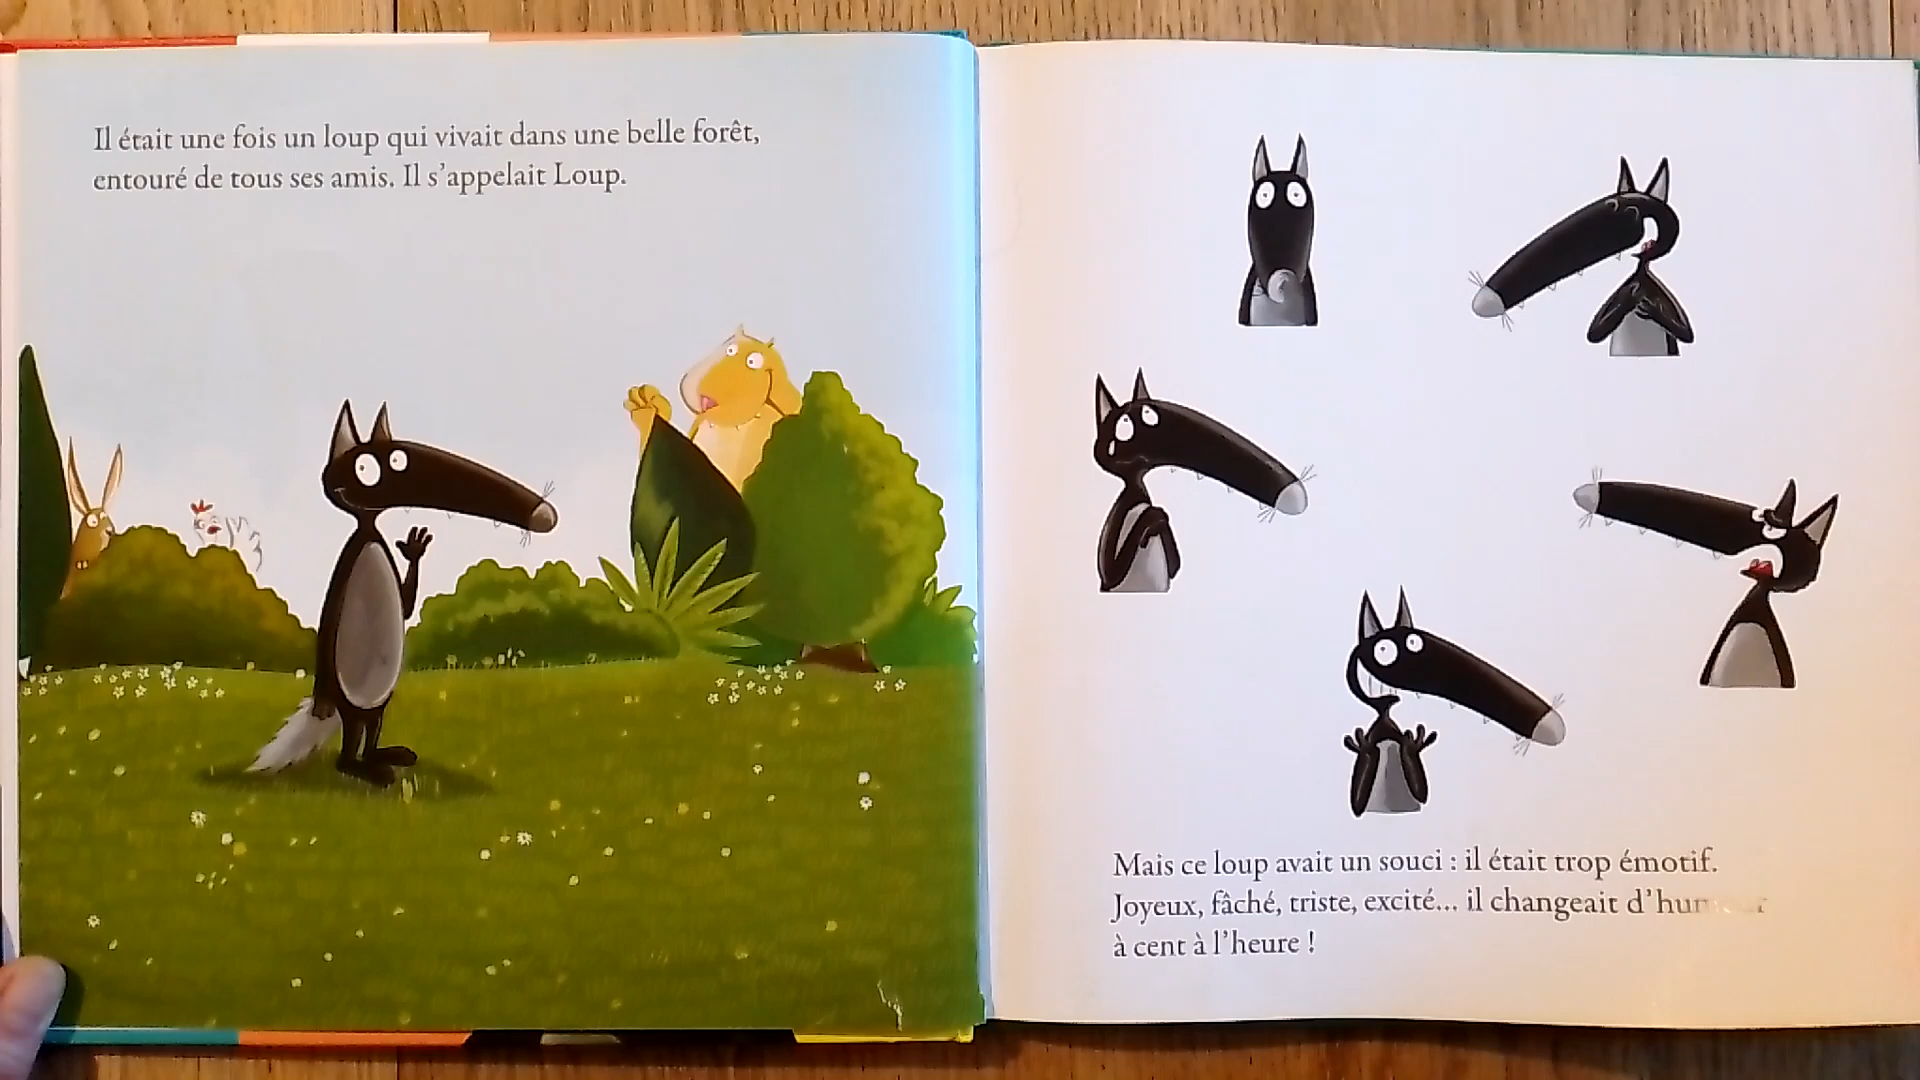 Il était une fois un loup qui vivait dans une belle forêt,
entouré de tous ses amis. Il s'appelait Loup.
Mais ce loup avait un souci : il était trop émotif.
Joyeux, fâché, triste, excité... il changeait
à cent à l'heure !